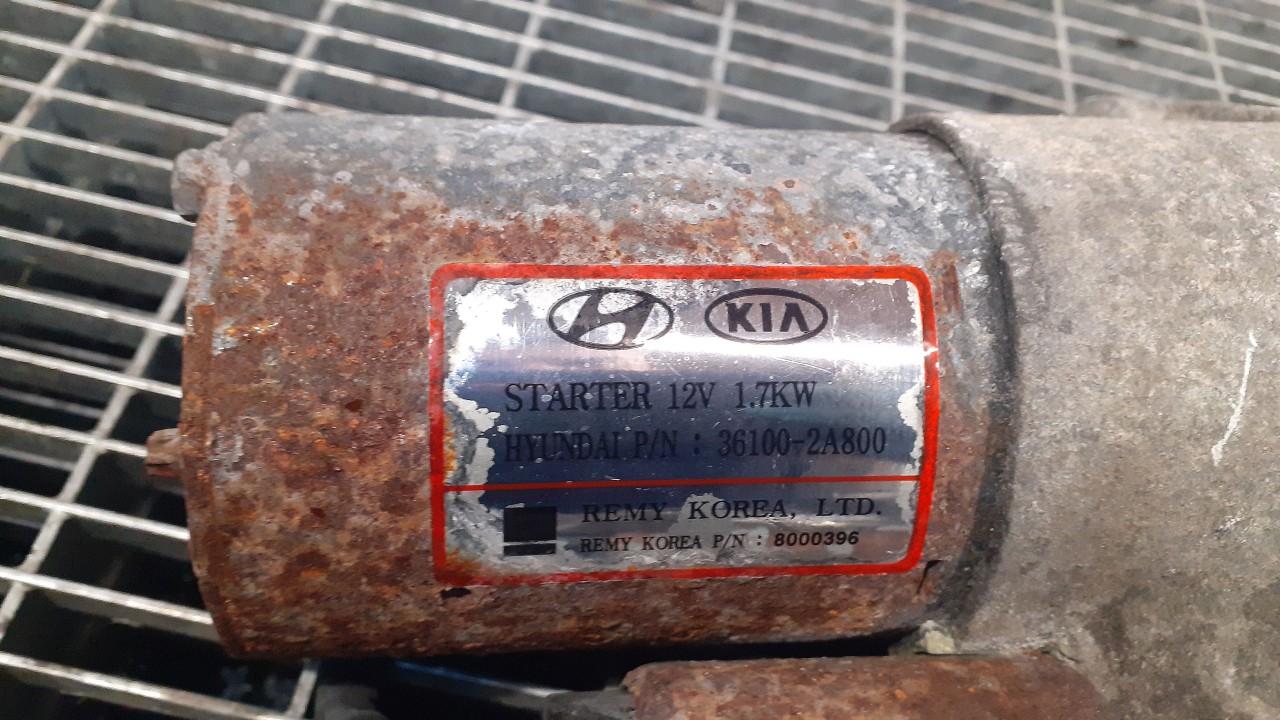 KIA
STARTER 12V 1.7KW
HYUNDAI P/N : 36100-2A800
REMY KOREA, LTD.
REMY KOREA P/N : 8000396